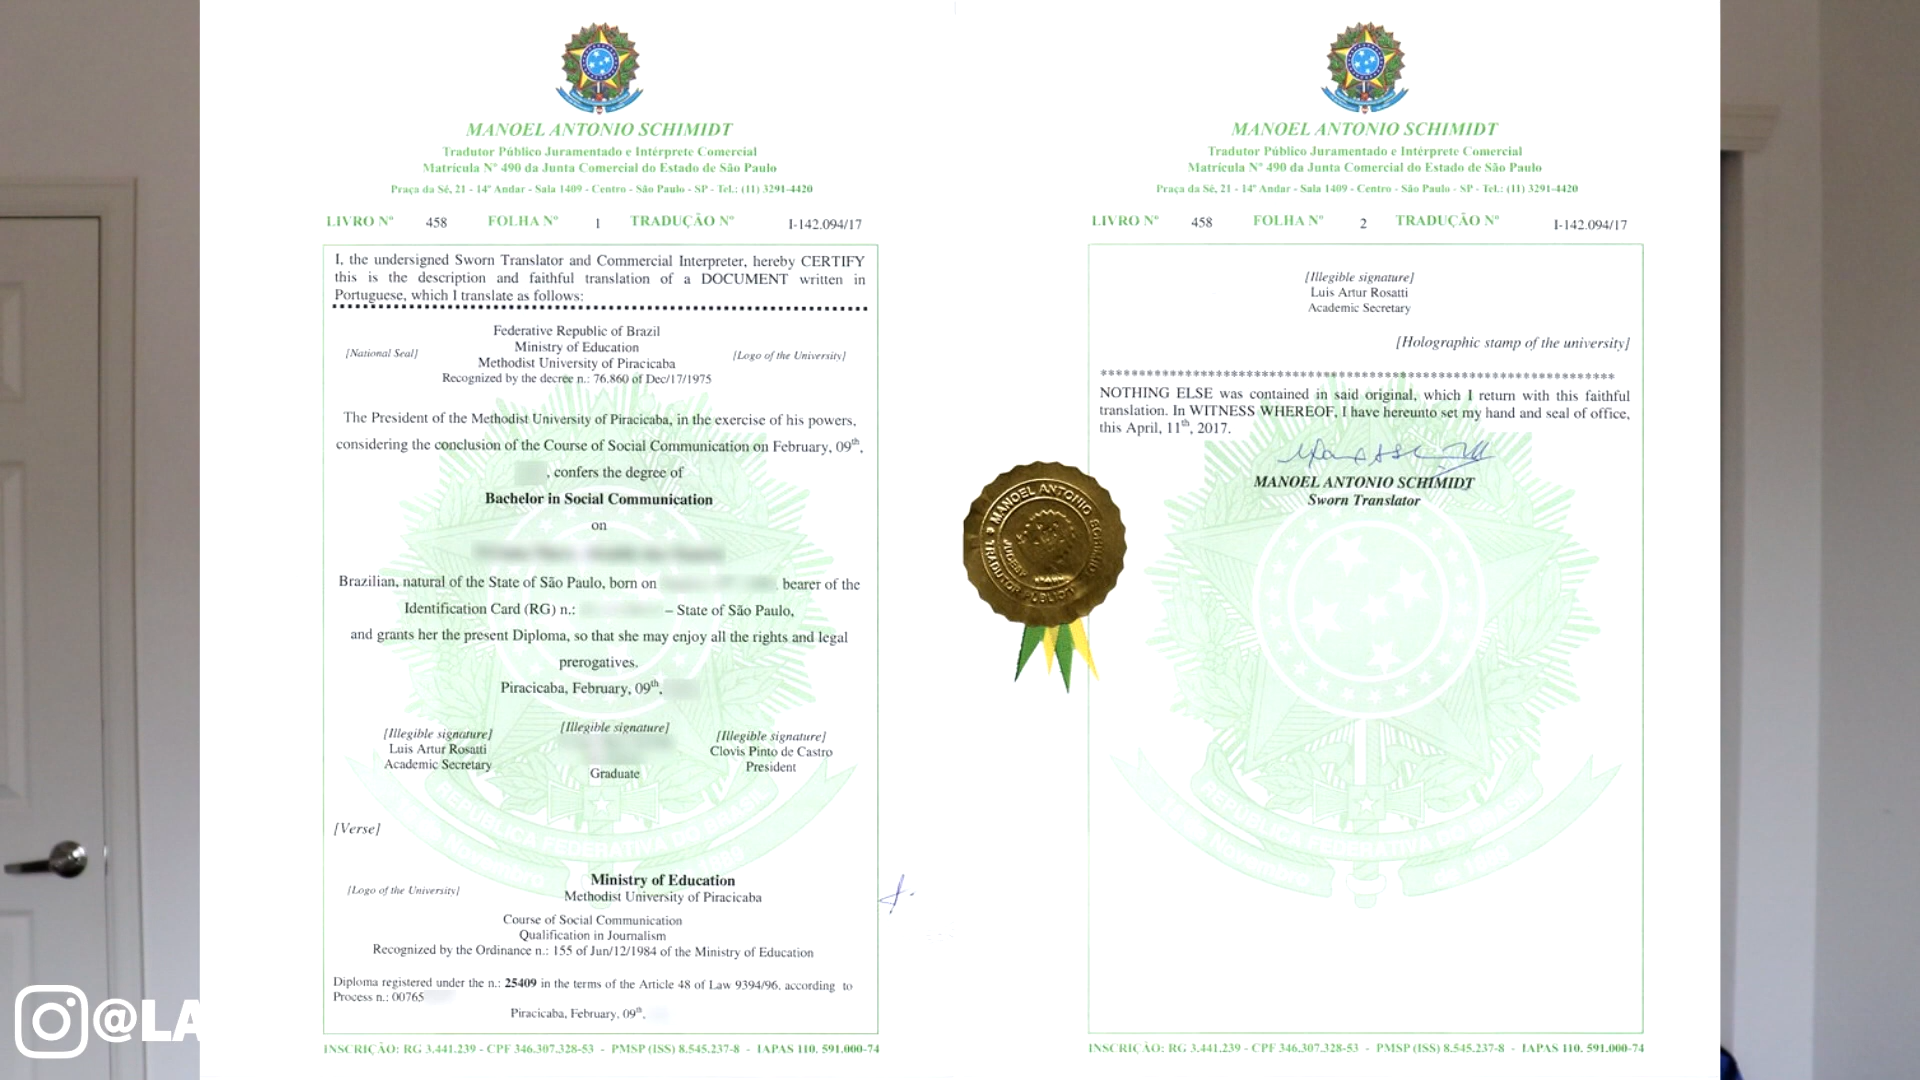 MANOEL ANTONIO SCHIMIDT
Tradutor Público Juramentado e Intérprete Comercial
Matrícula Nº 490 da Junta Comercial do Estado de São Paulo
Praça da Sé, 21 - 14º Andar - Sala 1409 - Centro - São Paulo - SP - Tel.: (11) 3291-4420
LIVRO Nº 458 FOLHA Nº 1 TRADUÇÃO Nº I-142.094/17
I, the undersigned Sworn Translator and Commercial Interpreter, hereby CERTIFY
this is the description and faithful translation of a DOCUMENT written in
Portuguese, which I translate as follows:
Federative Republic of Brazil
[National Seal] Ministry of Education [Logo of the University]
Methodist University of Piracicaba
Recognized by the decree n.: 76.860 of Dec/17/1975
The President of the Methodist University of Piracicaba, in the exercise of his powers,
considering the conclusion of the Course of Social Communication on February, 09th,
, confers the degree of
Bachelor in Social Communication
on
Brazilian, natural of the State of São Paulo, born on , bearer of the
Identification Card (RG) n.: – State of São Paulo,
and grants her the present Diploma, so that she may enjoy all the rights and legal
prerogatives.
Piracicaba, February, 09th,
[Illegible signature] [Illegible signature] [Illegible signature]
Luis Artur Rosatti Clovis Pinto de Castro
Academic Secretary Graduate President
[Verse]
Ministry of Education
[Logo of the University] Methodist University of Piracicaba
Course of Social Communication
Qualification in Journalism
Recognized by the Ordinance n.: 155 of Jun/12/1984 of the Ministry of Education
Diploma registered under the n.: 25409 in the terms of the Article 48 of Law 9394/96, according to
Process n.: 00765
Piracicaba, February, 09th,
INSCRIÇÃO: RG 3.441.239 - CPF 346.307.328-53 - PMSP (ISS) 8.545.237-8 - IAPAS 110. 591.000-74
MANOEL ANTONIO SCHIMIDT
Tradutor Público Juramentado e Intérprete Comercial
Matrícula Nº 490 da Junta Comercial do Estado de São Paulo
Praça da Sé, 21 - 14º Andar - Sala 1409 - Centro - São Paulo - SP - Tel.: (11) 3291-4420
LIVRO Nº 458 FOLHA Nº 2 TRADUÇÃO Nº I-142.094/17
[Illegible signature]
Luis Artur Rosatti
Academic Secretary
[Holographic stamp of the university]
****************************************************************************
NOTHING ELSE was contained in said original, which I return with this faithful
translation. In WITNESS WHEREOF, I have hereunto set my hand and seal of office,
this April, 11th, 2017.
MANOEL ANTONIO SCHIMIDT
Sworn Translator
MANOEL ANTONIO SCHIMIDT
TRADUTOR PUBLICO
REPUBLICA FEDERATIVA DO BRASIL
INSCRIÇÃO: RG 3.441.239 - CPF 346.307.328-53 - PMSP (ISS) 8.545.237-8 - IAPAS 110. 591.000-74
@LA